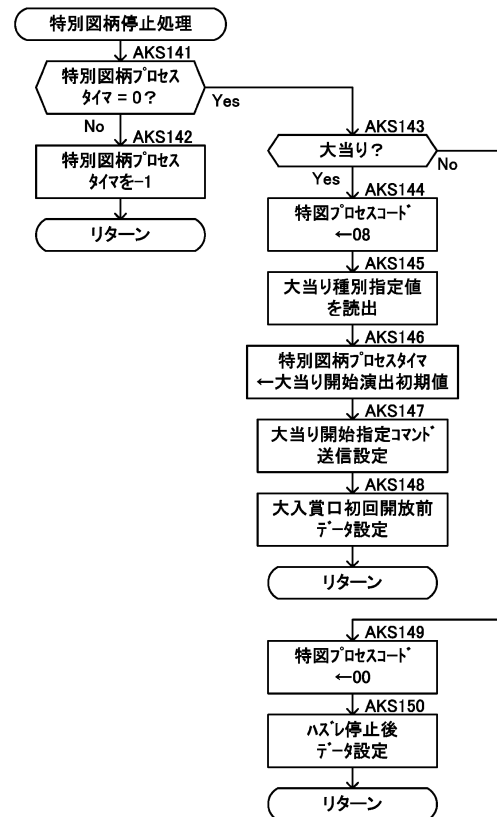 特別図柄停止処理
AKS141
特別図柄プロセス
タイマ = 0?
Yes
No
AKS142
特別図柄プロセス
タイマを-1
リターン
AKS143
大当り?
No
Yes
AKS144
特図プロセスコード
←08
AKS145
大当り種別指定値
を読出
AKS146
特別図柄プロセスタイマ
←大当り開始演出初期値
AKS147
大当り開始指定コマンド
送信設定
AKS148
大入賞口初回開放前
データ設定
リターン
AKS149
特図プロセスコード
←00
AKS150
ハズレ停止後
データ設定
リターン